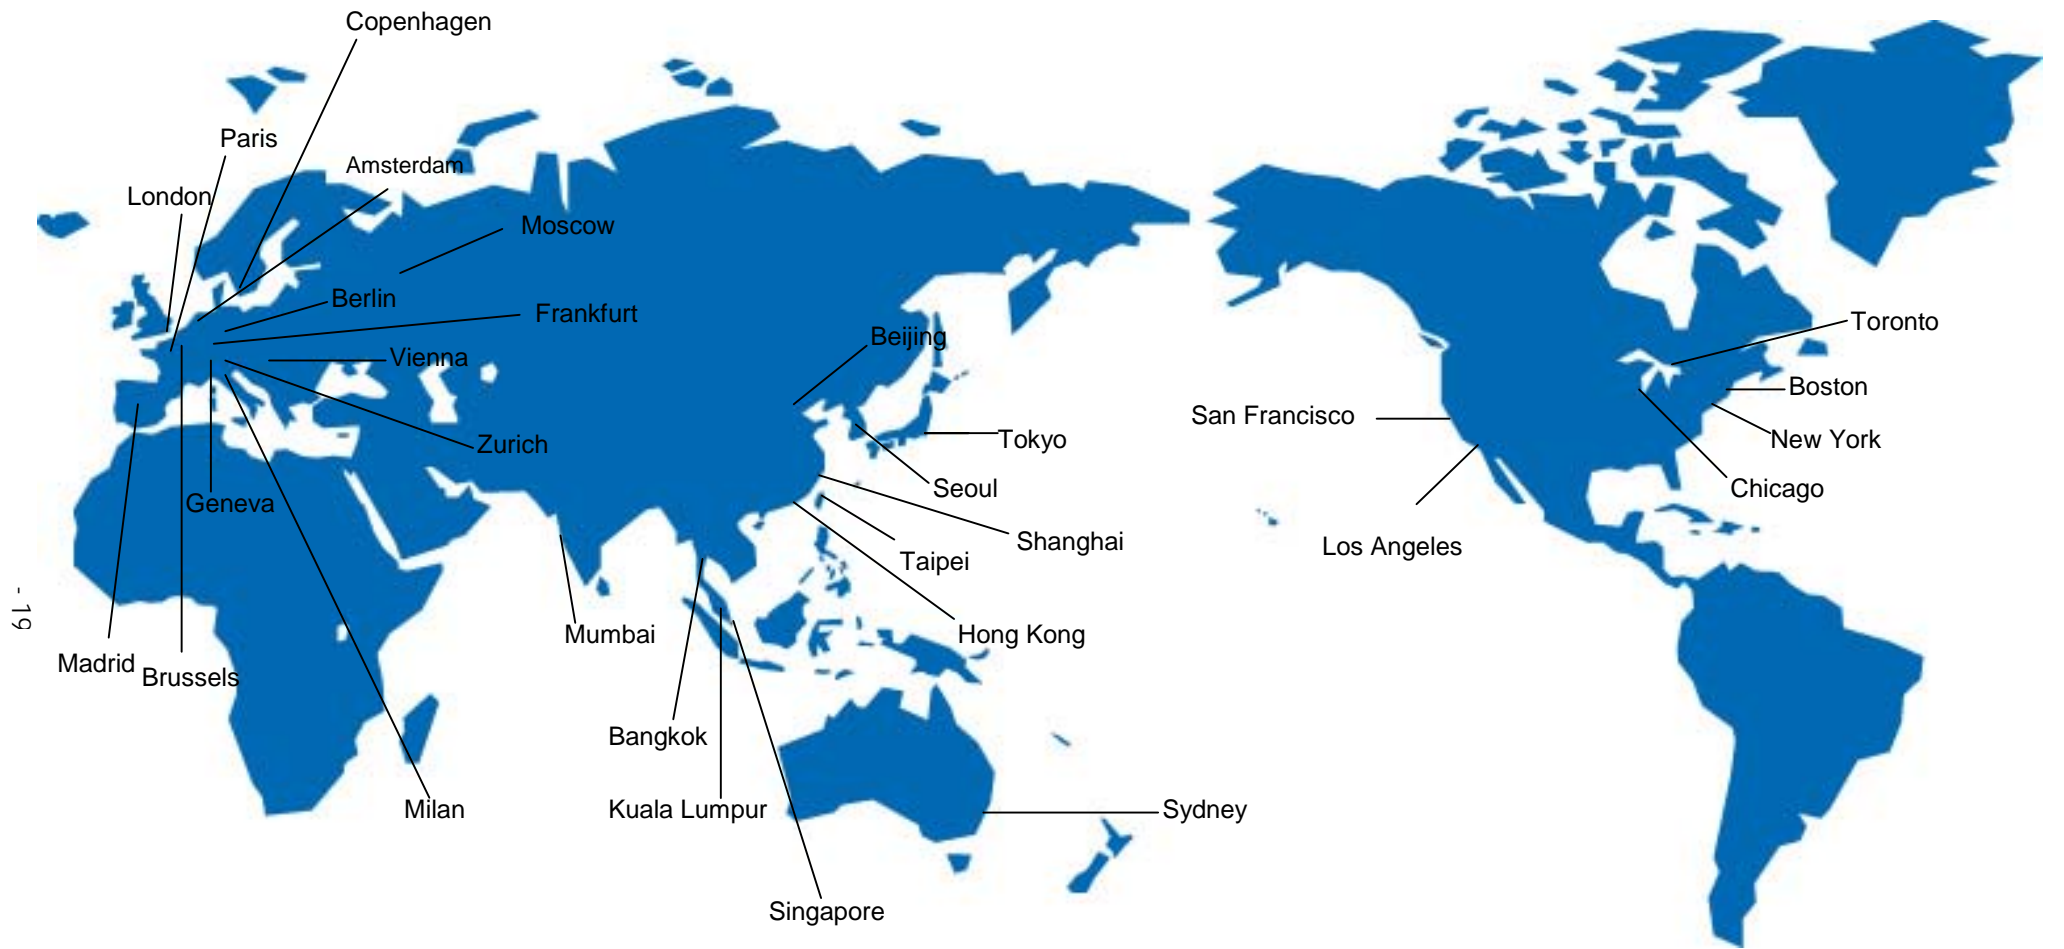 Copenhagen
Paris
Amsterdam
London
Moscow
Berlin
Frankfurt
Toronto
Beijing
Vienna
Boston
San Francisco
Tokyo
New York
Zurich
Seoul
Chicago
Geneva
Shanghai
Los Angeles
Taipei
- 19
Mumbai
Hong Kong
Madrid
Brussels
Bangkok
Milan
Kuala Lumpur
Sydney
Singapore